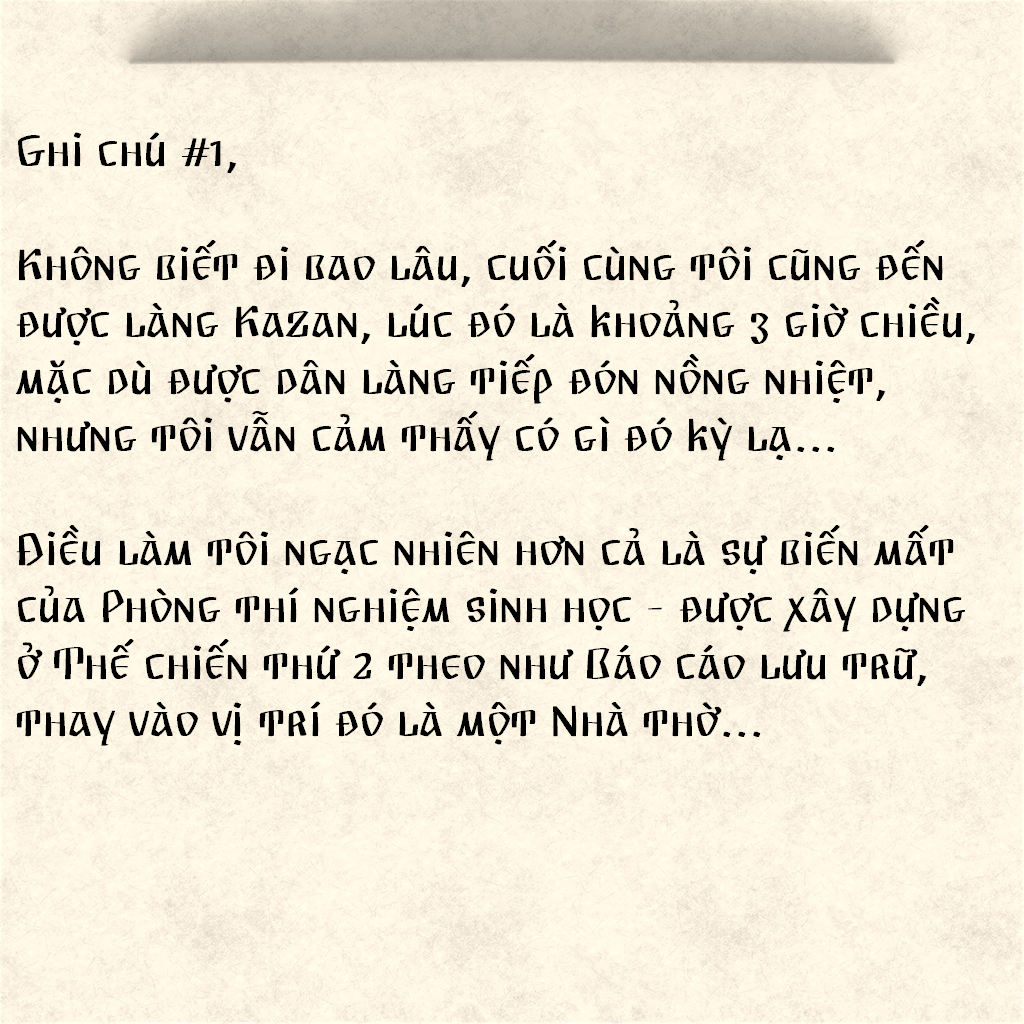 Ghi chú #1,
Không biết đi bao lâu, cuối cùng tôi cũng đến
được làng Kazan, lúc đó là khoảng 3 giờ chiều,
mặc dù được dân làng tiếp đón nồng nhiệt,
nhưng tôi vẫn cảm thấy có gì đó kỳ lạ...
Điều làm tôi ngạc nhiên hơn cả là sự biến mất
của Phòng thí nghiệm sinh học - được xây dựng
ở Thế chiến thứ 2 theo như Báo cáo lưu trữ,
thay vào vị trí đó là một Nhà thờ...